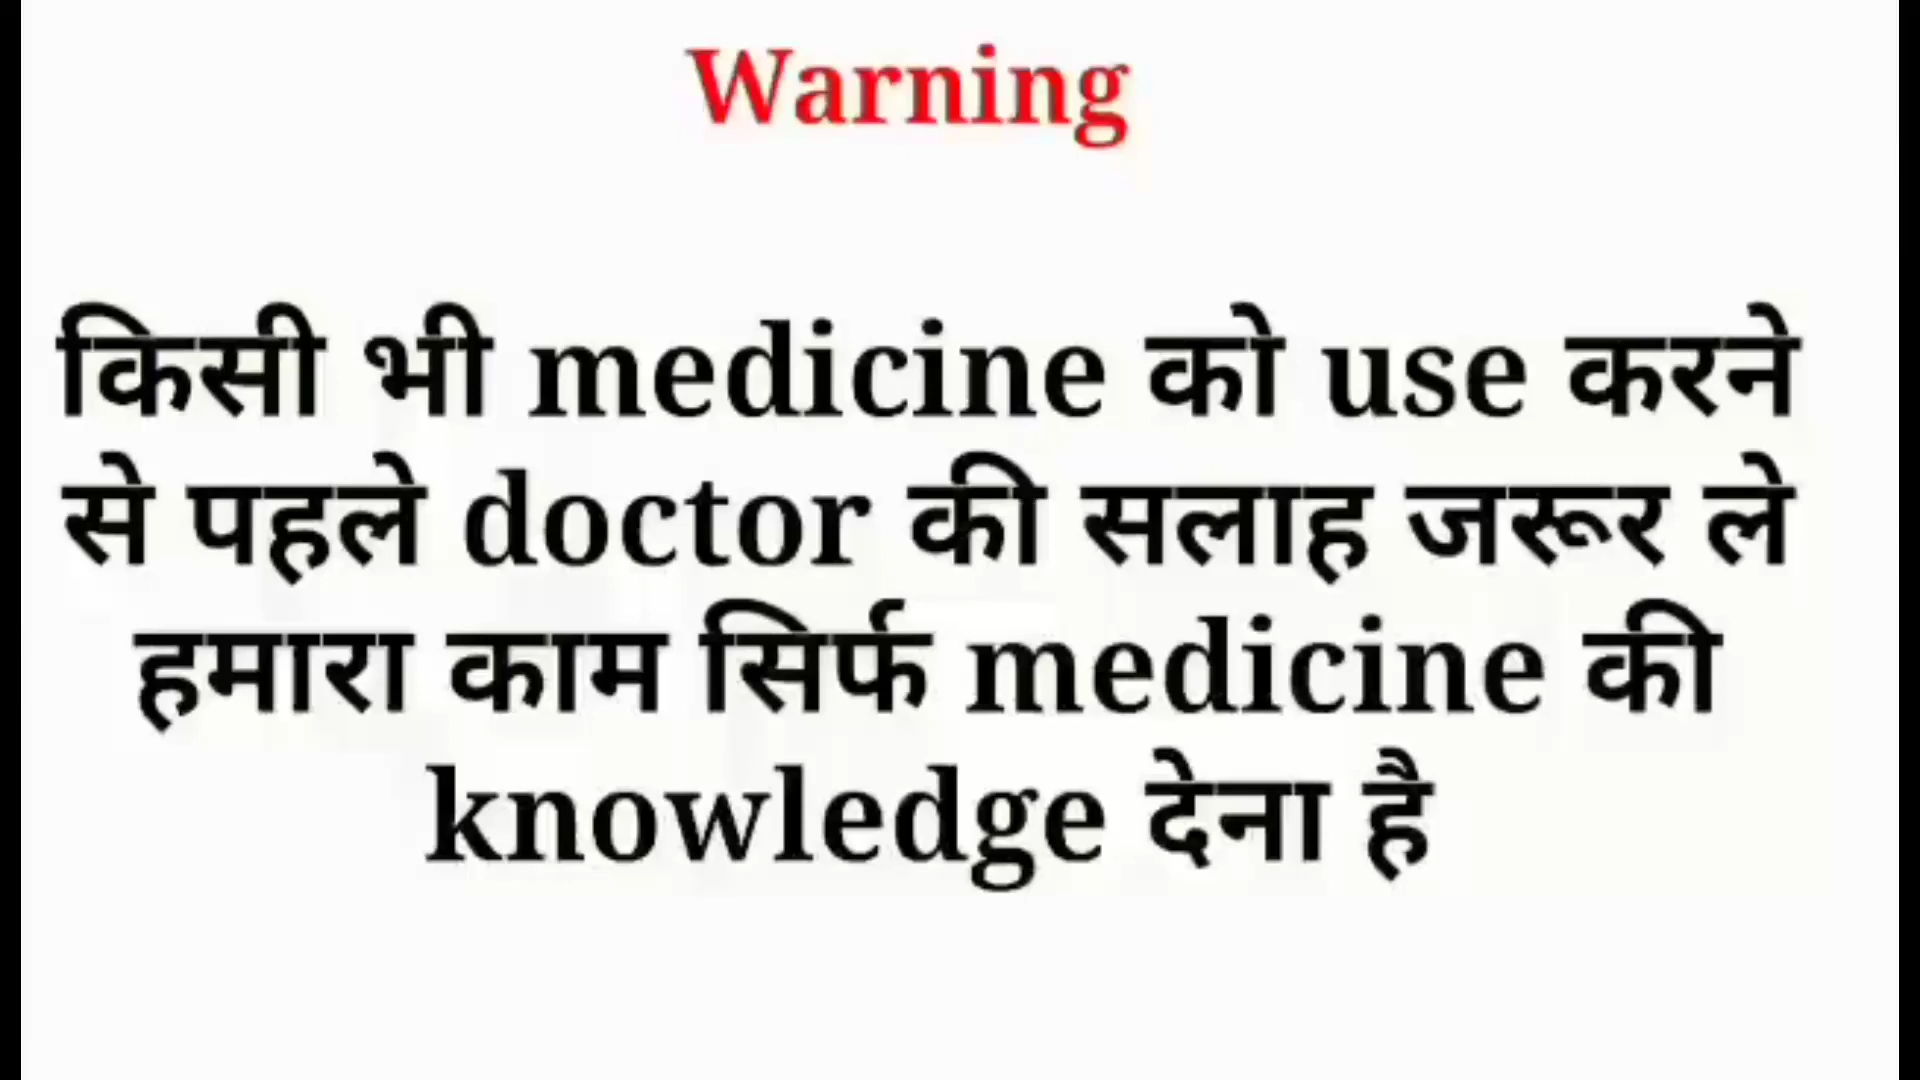 Warning
किसी भी medicine को use करने
से पहले doctor की सलाह जरूर ले
हमारा काम सिर्फ medicine की
knowledge देना है